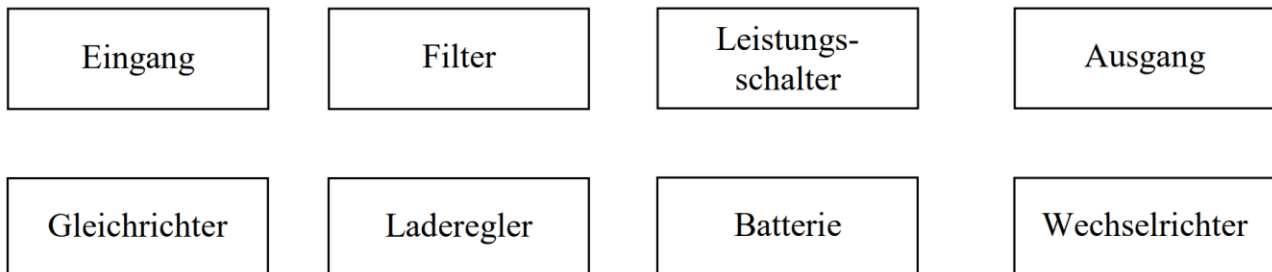 Eingang
Filter
Leistungs-
schalter
Ausgang
Gleichrichter
Laderegler
Batterie
Wechselrichter